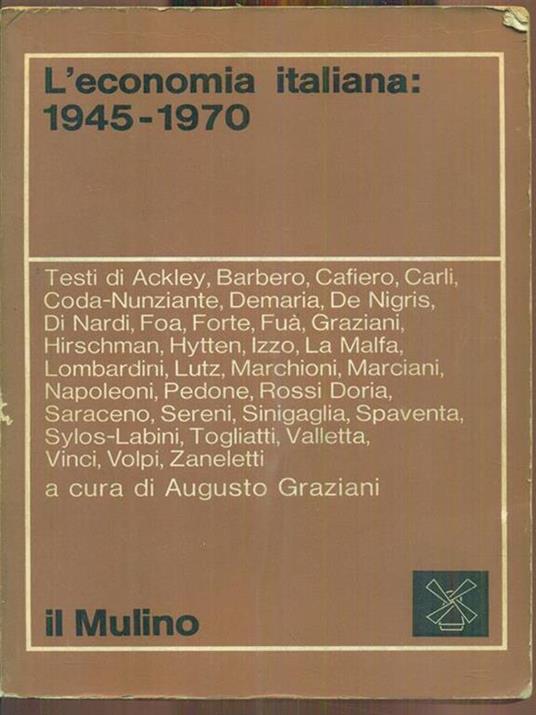 L'economia italiana:
1945-1970
Testi di Ackley, Barbero, Cafiero, Carli,
Coda-Nunziante, Demaria, De Nigris,
Di Nardi, Foa, Forte, Fuà, Graziani,
Hirschman, Hytten, Izzo, La Malfa,
Lombardini, Lutz, Marchioni, Marciani,
Napoleoni, Pedone, Rossi Doria,
Saraceno, Sereni, Sinigaglia, Spaventa,
Sylos-Labini, Togliatti, Valletta,
Vinci, Volpi, Zaneletti
a cura di Augusto Graziani
il Mulino